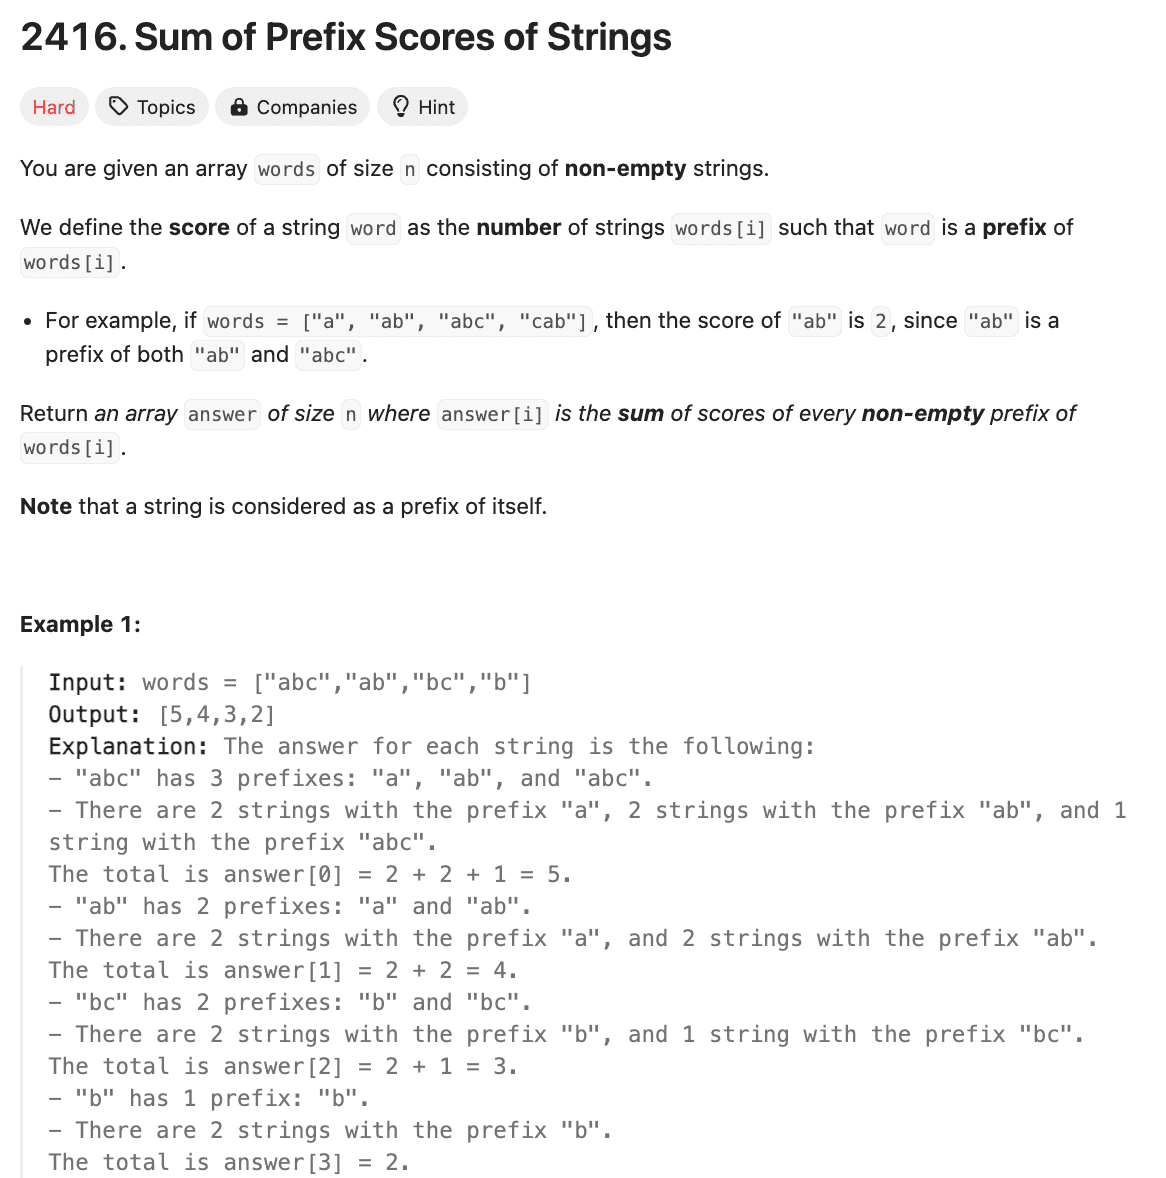 2416. Sum of Prefix Scores of Strings
Hard Topics Companies Hint
You are given an array words of size n consisting of non-empty strings.
We define the score of a string word as the number of strings words[i] such that word is a prefix of
words[i].
• For example, if words = ["a", "ab", "abc", "cab"], then the score of "ab" is 2, since "ab" is a
prefix of both "ab" and "abc".
Return an array answer of size n where answer[i] is the sum of scores of every non-empty prefix of
words[i].
Note that a string is considered as a prefix of itself.
Example 1:
Input: words = ["abc","ab","bc","b"]
Output: [5,4,3,2]
Explanation: The answer for each string is the following:
- "abc" has 3 prefixes: "a", "ab", and "abc".
- There are 2 strings with the prefix "a", 2 strings with the prefix "ab", and 1
string with the prefix "abc".
The total is answer[0] = 2 + 2 + 1 = 5.
- "ab" has 2 prefixes: "a" and "ab".
- There are 2 strings with the prefix "a", and 2 strings with the prefix "ab".
The total is answer[1] = 2 + 2 = 4.
- "bc" has 2 prefixes: "b" and "bc".
- There are 2 strings with the prefix "b", and 1 string with the prefix "bc".
The total is answer[2] = 2 + 1 = 3.
- "b" has 1 prefix: "b".
- There are 2 strings with the prefix "b".
The total is answer[3] = 2.